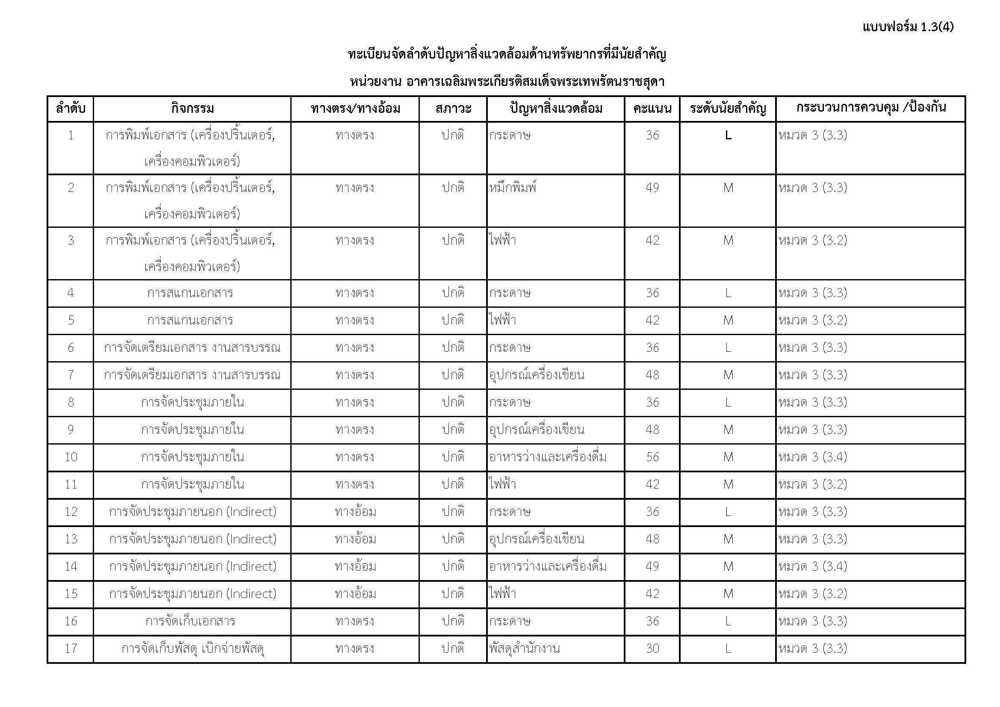 แบบฟอร์ม 1.3(4)
ทะเบียนจัดลำดับปัญหาสิ่งแวดล้อมด้านทรัพยากรที่มีนัยสำคัญ
หน่วยงาน อาคารเฉลิมพระเกียรติสมเด็จพระเทพรัตนราชสุดา
ลำดับ กิจกรรม ทางตรง/ทางอ้อม สภาวะ ปัญหาสิ่งแวดล้อม คะแนน ระดับนัยสำคัญ กระบวนการควบคุม /ป้องกัน
1 การพิมพ์เอกสาร (เครื่องปริ้นเตอร์, ทางตรง ปกติ กระดาษ 36 L หมวด 3 (3.3)
เครื่องคอมพิวเตอร์)
2 การพิมพ์เอกสาร (เครื่องปริ้นเตอร์, ทางตรง ปกติ หมึกพิมพ์ 49 M หมวด 3 (3.3)
เครื่องคอมพิวเตอร์)
3 การพิมพ์เอกสาร (เครื่องปริ้นเตอร์, ทางตรง ปกติ ไฟฟ้า 42 M หมวด 3 (3.2)
เครื่องคอมพิวเตอร์)
4 การสแกนเอกสาร ทางตรง ปกติ กระดาษ 36 L หมวด 3 (3.3)
5 การสแกนเอกสาร ทางตรง ปกติ ไฟฟ้า 42 M หมวด 3 (3.2)
6 การจัดเตรียมเอกสาร งานสารบรรณ ทางตรง ปกติ กระดาษ 36 L หมวด 3 (3.3)
7 การจัดเตรียมเอกสาร งานสารบรรณ ทางตรง ปกติ อุปกรณ์เครื่องเขียน 48 M หมวด 3 (3.3)
8 การจัดประชุมภายใน ทางตรง ปกติ กระดาษ 36 L หมวด 3 (3.3)
9 การจัดประชุมภายใน ทางตรง ปกติ อุปกรณ์เครื่องเขียน 48 M หมวด 3 (3.3)
10 การจัดประชุมภายใน ทางตรง ปกติ อาหารว่างและเครื่องดื่ม 56 M หมวด 3 (3.4)
11 การจัดประชุมภายใน ทางตรง ปกติ ไฟฟ้า 42 M หมวด 3 (3.2)
12 การจัดประชุมภายนอก (Indirect) ทางอ้อม ปกติ กระดาษ 36 L หมวด 3 (3.3)
13 การจัดประชุมภายนอก (Indirect) ทางอ้อม ปกติ อุปกรณ์เครื่องเขียน 48 M หมวด 3 (3.3)
14 การจัดประชุมภายนอก (Indirect) ทางอ้อม ปกติ อาหารว่างและเครื่องดื่ม 49 M หมวด 3 (3.4)
15 การจัดประชุมภายนอก (Indirect) ทางอ้อม ปกติ ไฟฟ้า 42 M หมวด 3 (3.2)
16 การจัดเก็บเอกสาร ทางตรง ปกติ กระดาษ 36 L หมวด 3 (3.3)
17 การจัดเก็บพัสดุ เบิกจ่ายพัสดุ ทางตรง ปกติ พัสดุสำนักงาน 30 L หมวด 3 (3.3)